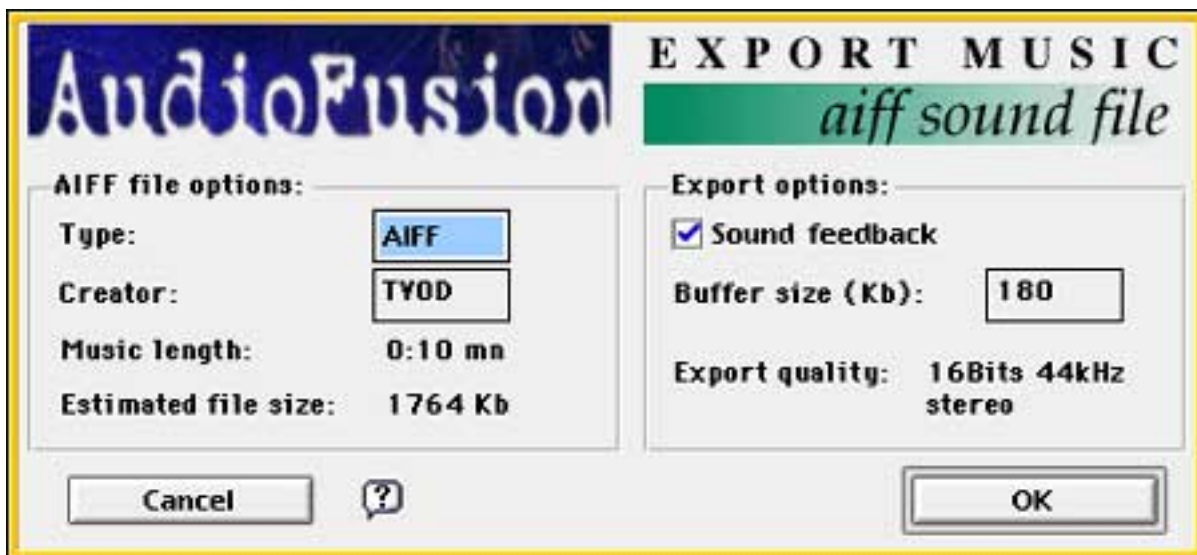 AudioFusion
EXPORT MUSIC
aiff sound file
AIFF file options:
Type: AIFF
Creator: TVOD
Music length: 0:10 mn
Estimated file size: 1764 Kb
Export options:
Sound feedback
Buffer size (Kb): 180
Export quality: 16Bits 44kHz
stereo
Cancel
?
OK